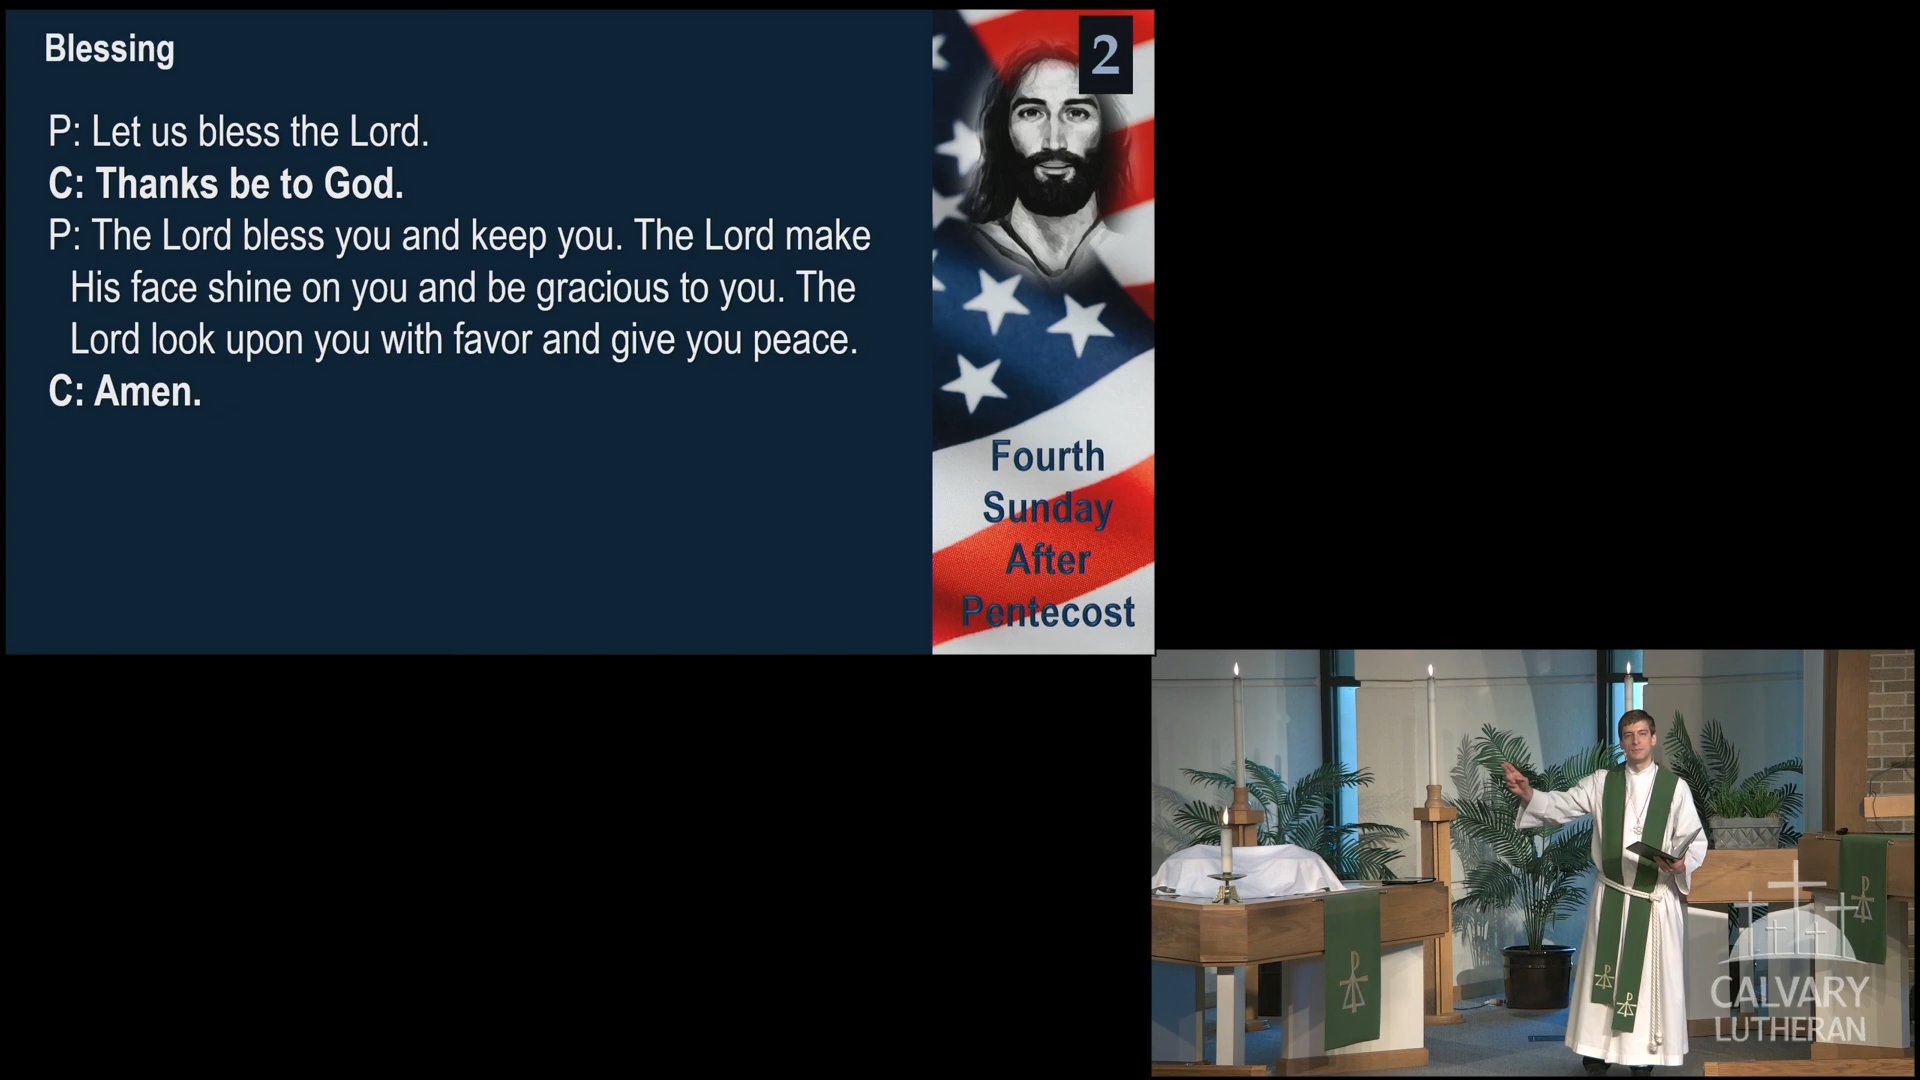 Blessing
P: Let us bless the Lord.
C: Thanks be to God.
P: The Lord bless you and keep you. The Lord make
His face shine on you and be gracious to you. The
Lord look upon you with favor and give you peace.
C: Amen.
2
Fourth
Sunday
After
Pentecost
CALVARY
LUTHERAN